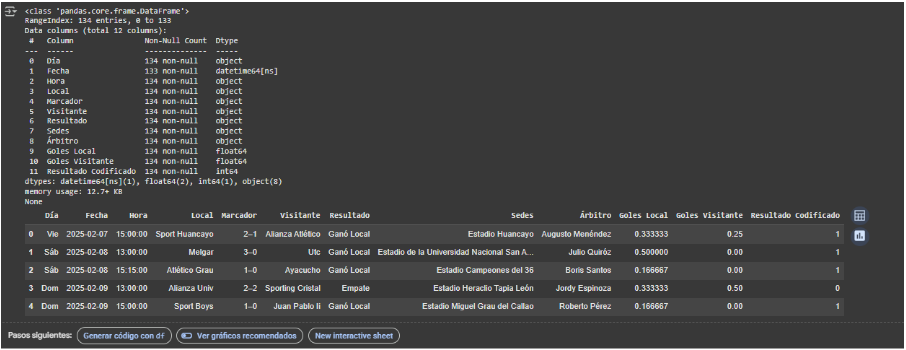 <class 'pandas.core.frame.DataFrame'>
RangeIndex: 134 entries, 0 to 133
Data columns (total 12 columns):
#   Column                Non-Null Count  Dtype
---  ------                --------------  -----
0   Día                   134 non-null    object
1   Fecha                 133 non-null    datetime64[ns]
2   Hora                  134 non-null    object
3   Local                 134 non-null    object
4   Marcador              134 non-null    object
5   Visitante             134 non-null    object
6   Resultado             134 non-null    object
7   Sedes                 134 non-null    object
8   Árbitro               134 non-null    object
9   Goles Local           134 non-null    float64
10  Goles Visitante       134 non-null    float64
11  Resultado Codificado  134 non-null    int64
dtypes: datetime64[ns](1), float64(2), int64(1), object(8)
memory usage: 12.7+ KB
None
Día Fecha Hora Local Marcador Visitante Resultado Sedes Árbitro Goles Local Goles Visitante Resultado Codificado
0 Vie 2025-02-07 15:00:00 Sport Huancayo 2–1 Alianza Atlético Ganó Local Estadio Huancayo Augusto Menéndez 0.333333 0.25 1
1 Sáb 2025-02-08 13:00:00 Melgar 3–0 Utc Ganó Local Estadio de la Universidad Nacional San A... Julio Quiróz 0.500000 0.00 1
2 Sáb 2025-02-08 15:15:00 Atlético Grau 1–0 Ayacucho Ganó Local Estadio Campeones del 36 Boris Santos 0.166667 0.00 1
3 Dom 2025-02-09 13:00:00 Alianza Univ 2–2 Sporting Cristal Empate Estadio Heraclio Tapia León Jordy Espinoza 0.333333 0.50 0
4 Dom 2025-02-09 15:00:00 Sport Boys 1–0 Juan Pablo Ii Ganó Local Estadio Miguel Grau del Callao Roberto Pérez 0.166667 0.00 1
Pasos siguientes: Generar código con df Ver gráficos recomendados New interactive sheet